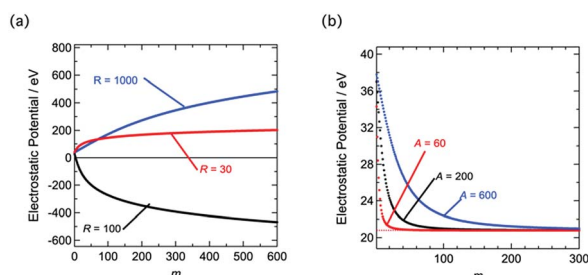 (a)
(b)
Electrostatic Potential / eV
800
600
400
200
0
-200
-400
-600
R = 1000
R = 30
R = 100
0 100 200 300 400 500 600
m
Electrostatic Potential / eV
40
36
32
28
24
20
A = 60
A = 200
A = 600
100 200 300
m